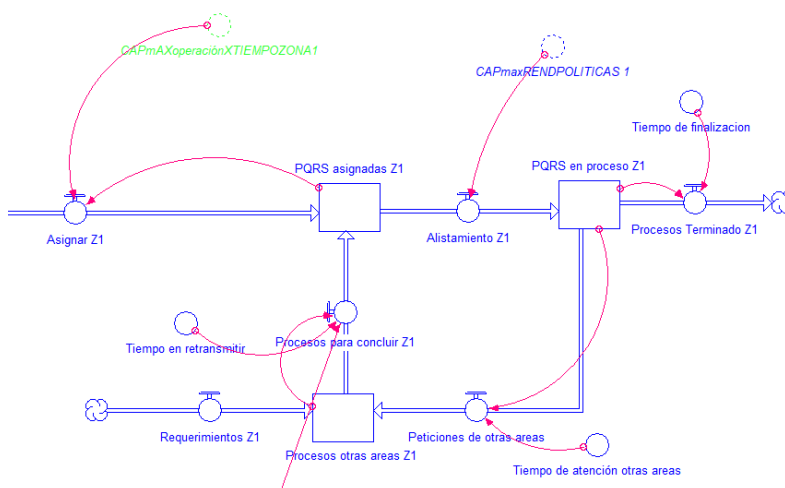 CAPmAXoperaciònXTIEMPOZONA1
CAPmaxRENDPOLITICAS 1
Tiempo de finalizacion
PQRS asignadas Z1
PQRS en proceso Z1
Asignar Z1
Alistamiento Z1
Procesos Terminado Z1
Tiempo en retransmitir
Procesos para concluir Z1
Requerimientos Z1
Procesos otras areas Z1
Peticiones de otras areas
Tiempo de atención otras areas